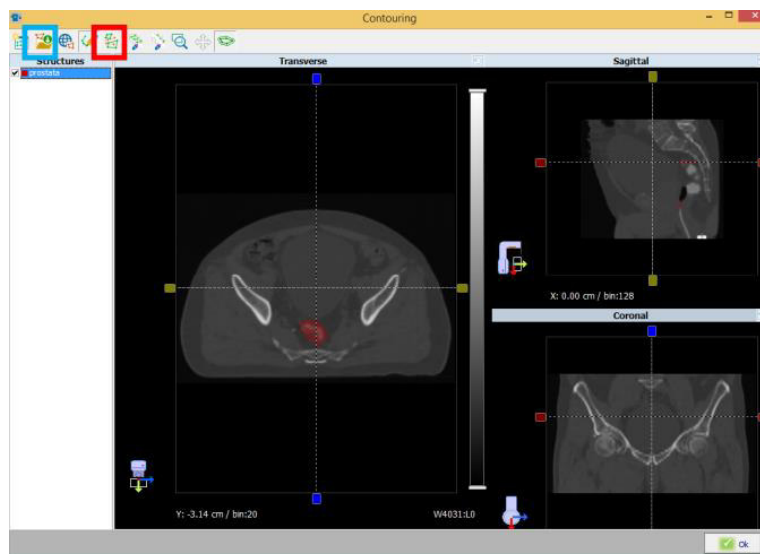 Contouring
Structures
Transverse
Sagittal
prostata
X: 0.00 cm / bin:128
Coronal
Y: -3.14 cm / bin:20
W4031:L0
Ok